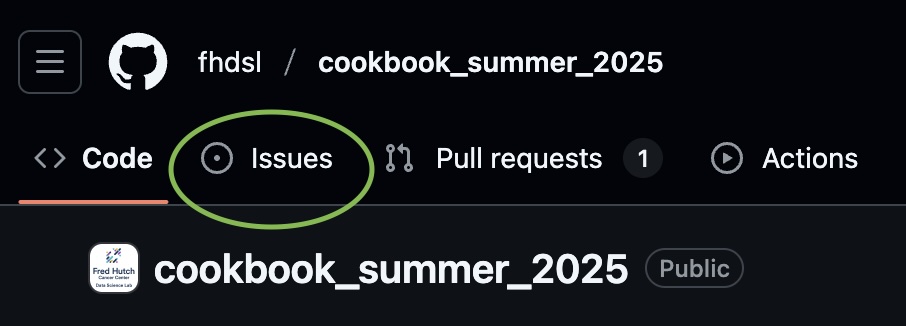 fhdsl / cookbook_summer_2025
Code Issues Pull requests 1 Actions
Fred Hutch
Cancer Center
Data Science Lab
cookbook_summer_2025 Public